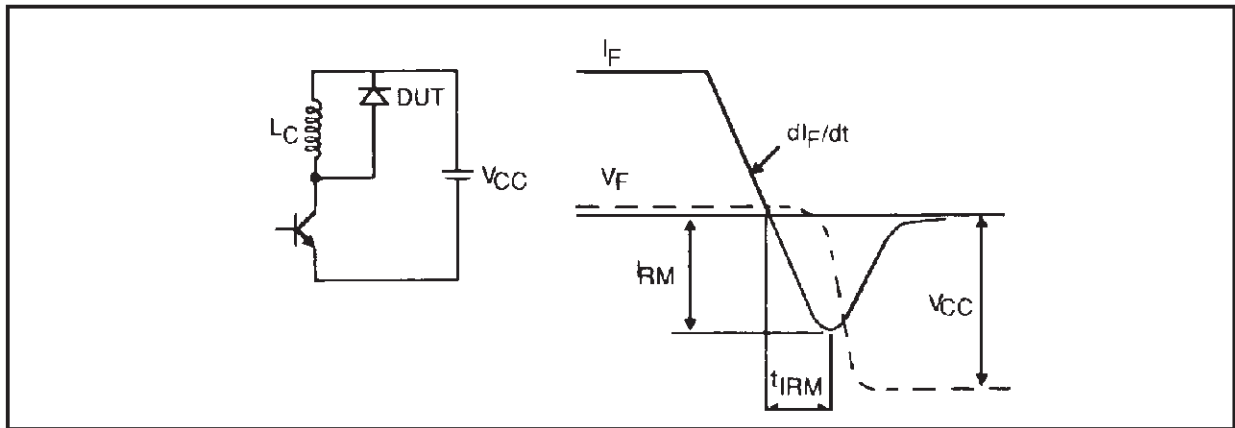 I_F
DUT
L_C
dI_F/dt
V_CC
V_F
I_RM
V_CC
t_IRM